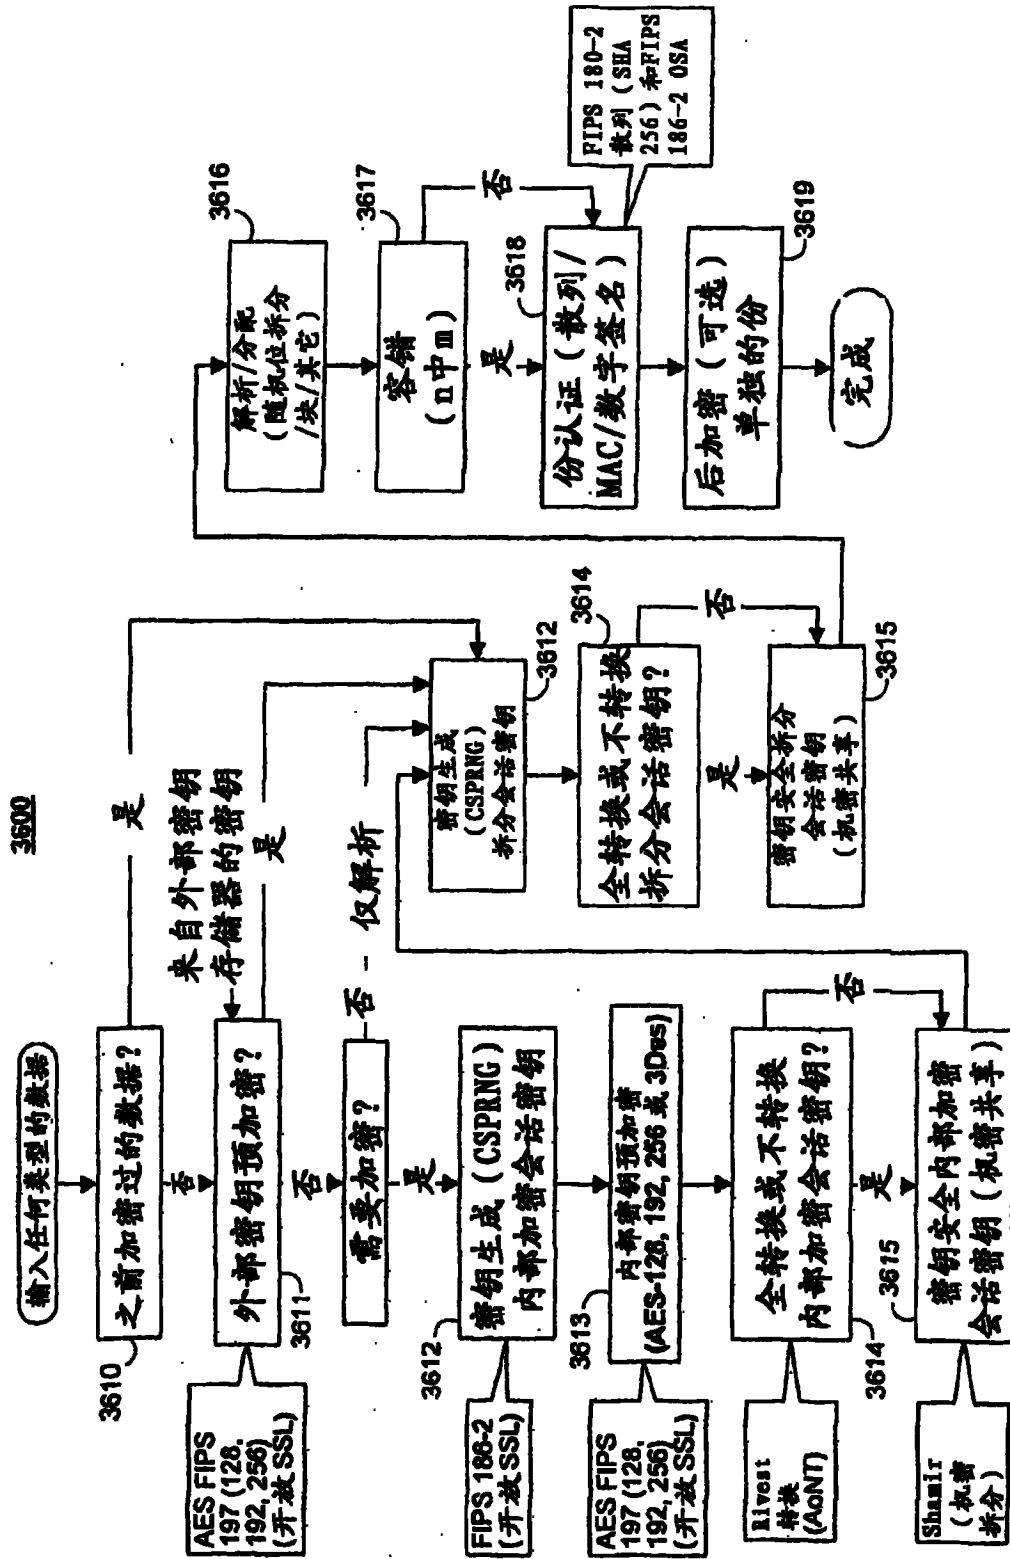 3600
输入任何类型的数据
之前加密过的数据?
3610
是
否
来自外部密钥
存储器的密钥
外部密钥预加密?
3611
AES FIPS
197 (128,
192, 256)
(开放 SSL)
是
否
需要加密?
否
仅解析
是
密钥生成 (CSPRNG)
内部加密会话密钥
3612
FIPS 186-2
(开放 SSL)
内部密钥预加密
(AES-128, 192, 256 或 3Des)
3613
AES FIPS
197 (128,
192, 256)
(开放 SSL)
全转换或不转换
内部加密会话密钥?
3614
Rivest
转换
(AoNT)
否
是
密钥安全内部加密
会话密钥 (机密共享)
3615
Shamir
(机密
拆分)
密钥生成
(CSPRNG)
拆分会话密钥
3612
全转换或不转换
拆分会话密钥?
3614
否
是
密钥安全拆分
会话密钥
(机密共享)
3615
解析/分配
(随机位拆分
/块/其它)
3616
容错
(n中m)
3617
否
是
份认证 (散列/
MAC/数字签名)
3618
FIPS 180-2
散列 (SHA
256) 和FIPS
186-2 OSA
后加密 (可选)
单独的份
3619
完成